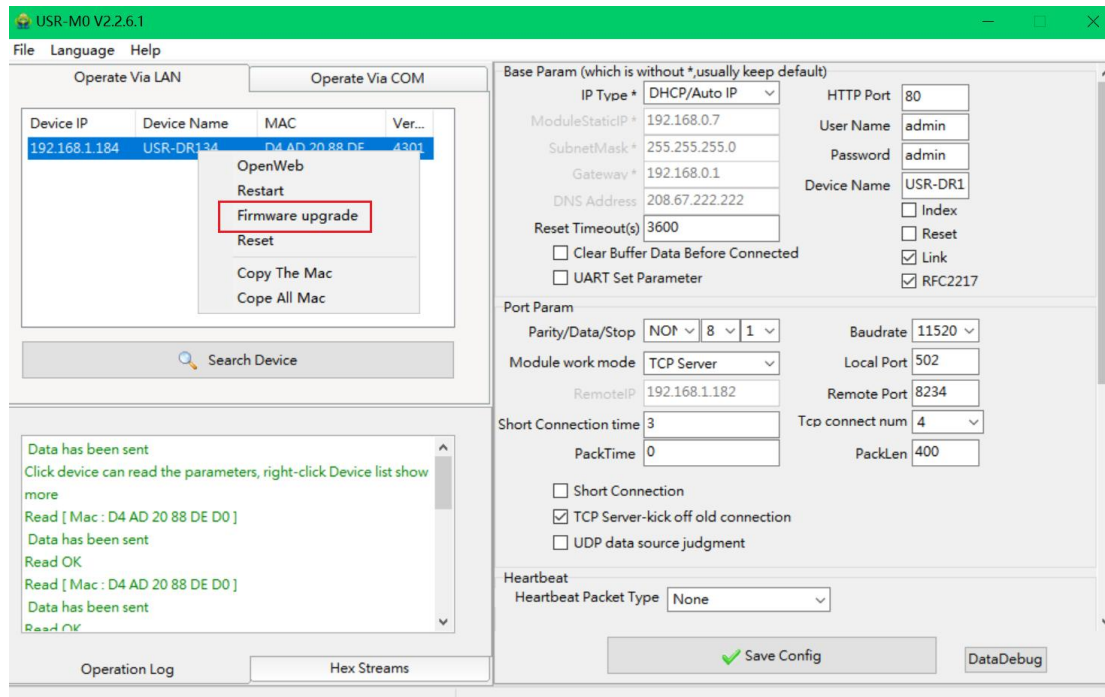 USR-M0 V2.2.6.1
File Language Help
Operate Via LAN
Operate Via COM
Device IP Device Name MAC Ver...
192.168.1.184 USR-DR134 D4 AD 20 88 DE 4301
OpenWeb
Restart
Firmware upgrade
Reset
Copy The Mac
Cope All Mac
Search Device
Data has been sent
Click device can read the parameters, right-click Device list show
more
Read [ Mac : D4 AD 20 88 DE D0 ]
Data has been sent
Read OK
Read [ Mac : D4 AD 20 88 DE D0 ]
Data has been sent
Read OK
Operation Log
Hex Streams
Base Param (which is without *,usually keep default)
IP Type * DHCP/Auto IP HTTP Port 80
ModuleStaticIP * 192.168.0.7 User Name admin
SubnetMask * 255.255.255.0 Password admin
Gateway * 192.168.0.1 Device Name USR-DR1
DNS Address 208.67.222.222 Index
Reset Timeout(s) 3600 Reset
Clear Buffer Data Before Connected Link
UART Set Parameter RFC2217
Port Param
Parity/Data/Stop 8 1 Baudrate 11520
Module work mode TCP Server Local Port 502
RemoteIP 192.168.1.182 Remote Port 8234
Short Connection time 3 Tcp connect num 4
PackTime 0 PackLen 400
Short Connection
TCP Server-kick off old connection
UDP data source judgment
Heartbeat
Heartbeat Packet Type None
Save Config
DataDebug